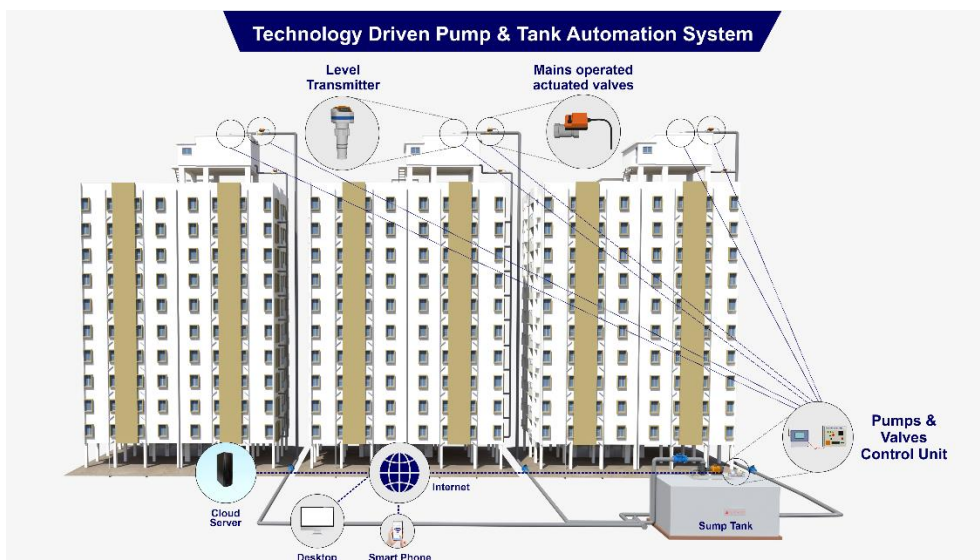 Technology Driven Pump & Tank Automation System
Level
Transmitter
Mains operated
actuated valves
Pumps &
Valves
Control Unit
Cloud
Server
Internet
Desktop
Smart Phone
Sump Tank